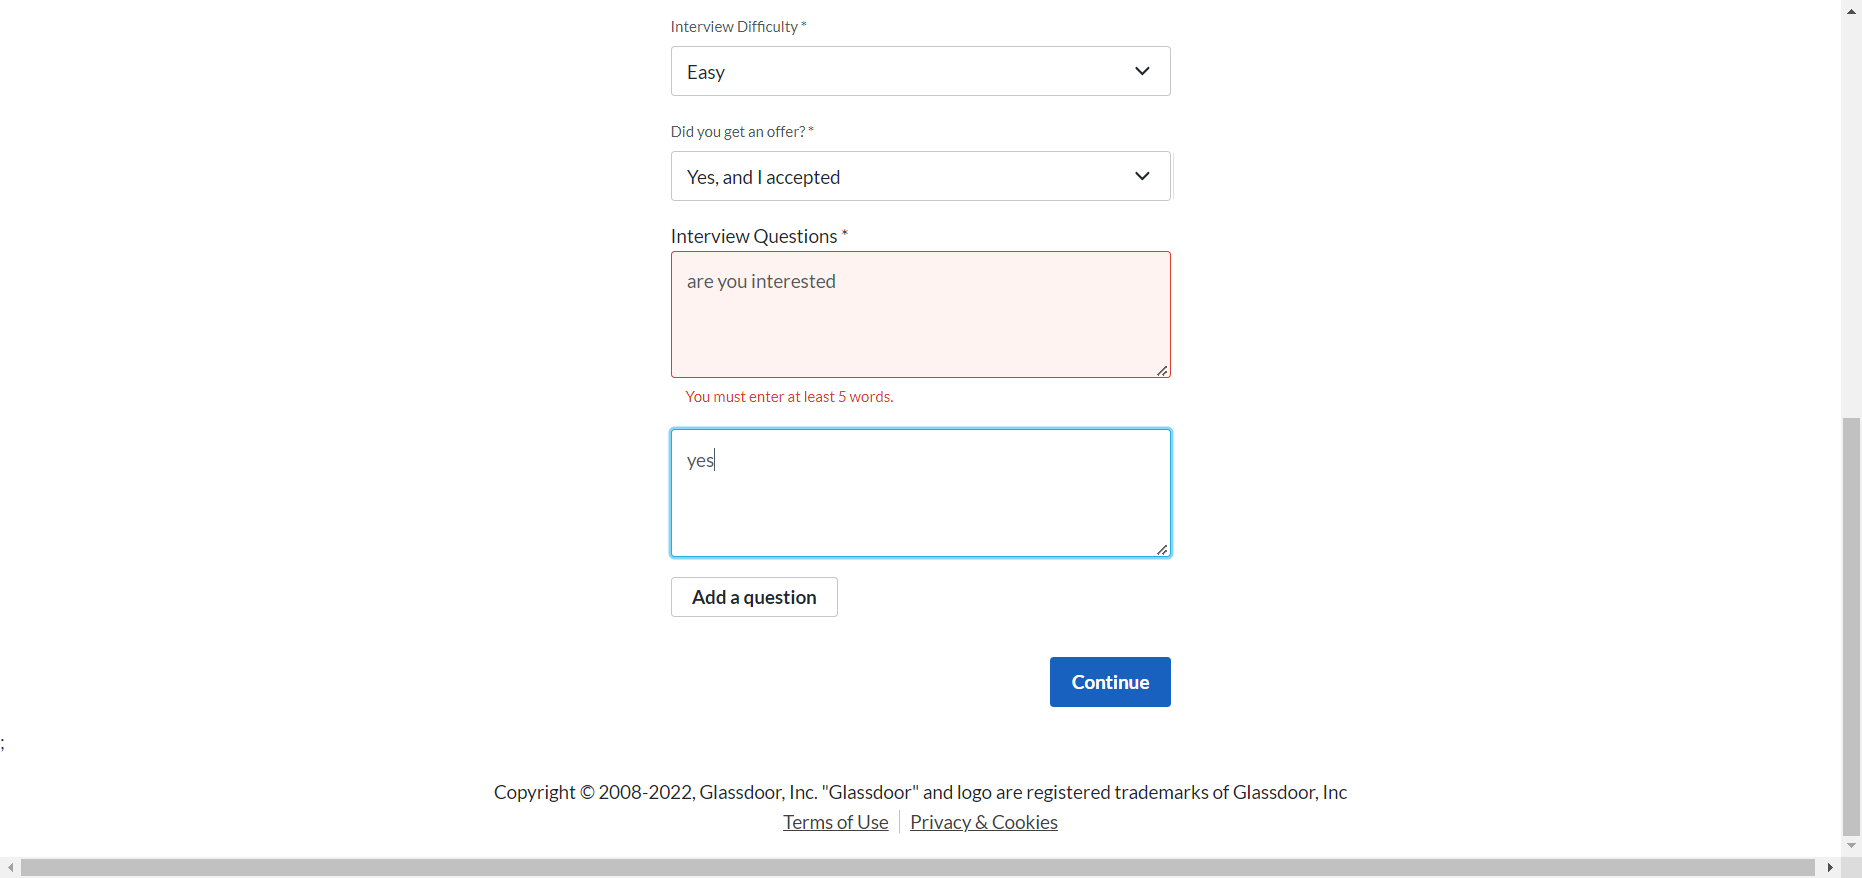 Interview Difficulty *
Easy
Did you get an offer? *
Yes, and I accepted
Interview Questions *
are you interested
You must enter at least 5 words.
yes
Add a question
Continue
;
Copyright © 2008-2022, Glassdoor, Inc. "Glassdoor" and logo are registered trademarks of Glassdoor, Inc
Terms of Use Privacy & Cookies